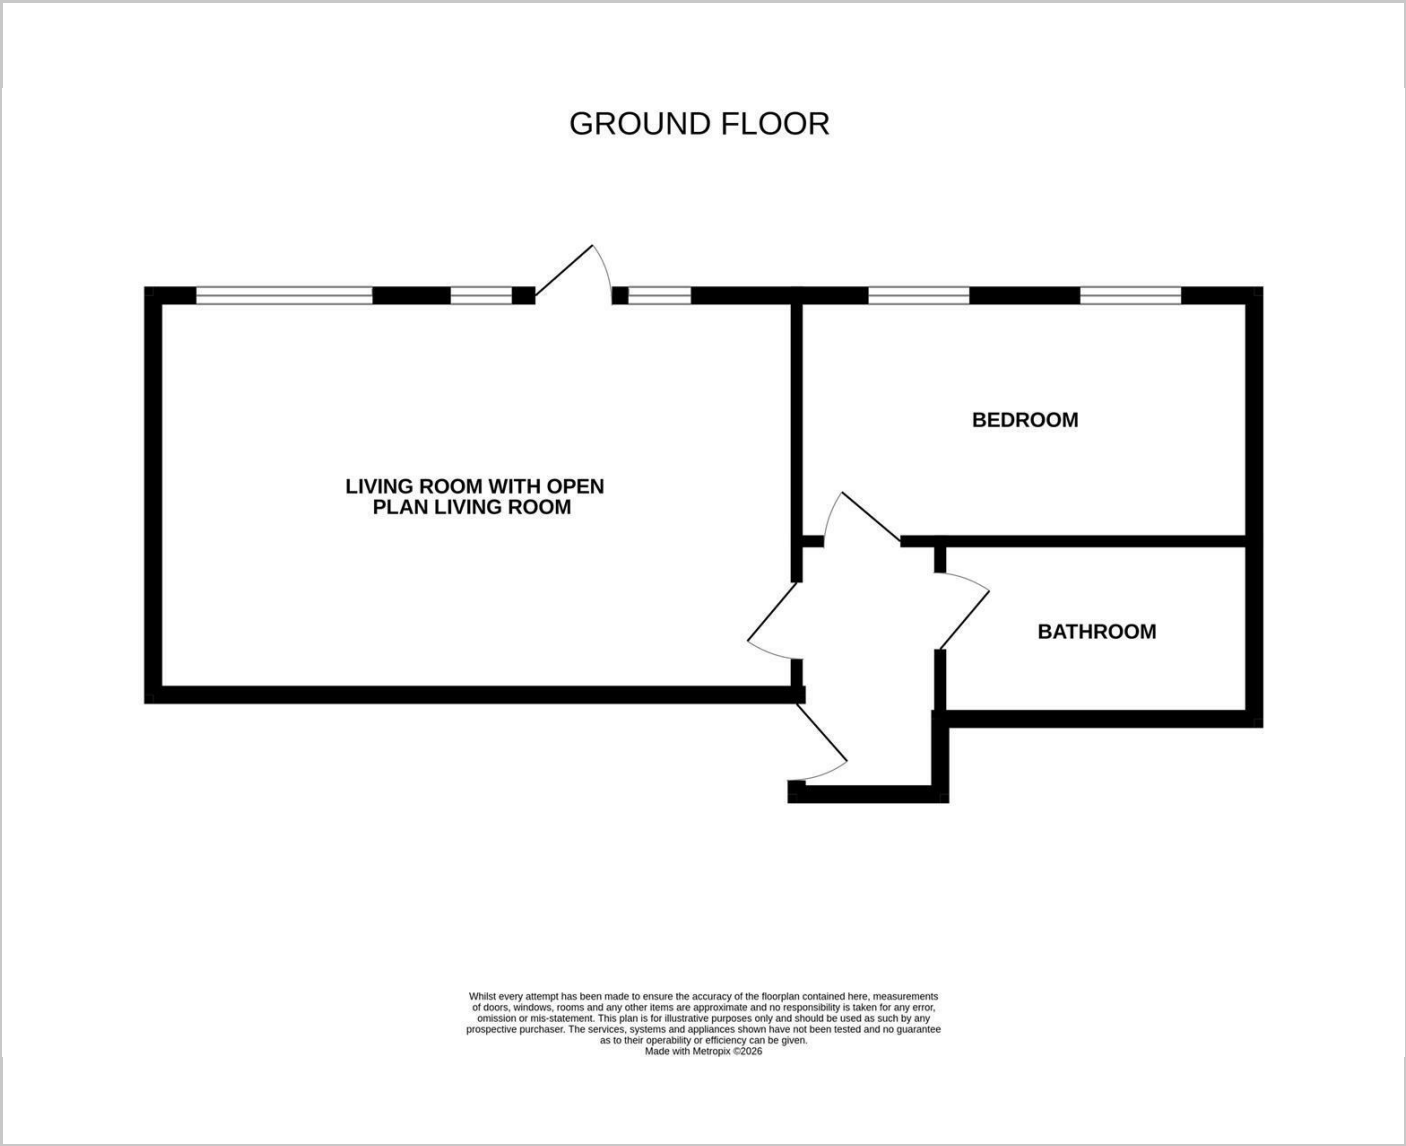 GROUND FLOOR
BEDROOM
LIVING ROOM WITH OPEN
PLAN LIVING ROOM
BATHROOM
Whilst every attempt has been made to ensure the accuracy of the floorplan contained here, measurements
of doors, windows, rooms and any other items are approximate and no responsibility is taken for any error,
omission or mis-statement. This plan is for illustrative purposes only and should be used as such by any
prospective purchaser. The services, systems and appliances shown have not been tested and no guarantee
as to their operability or efficiency can be given.
Made with Metropix ©2026